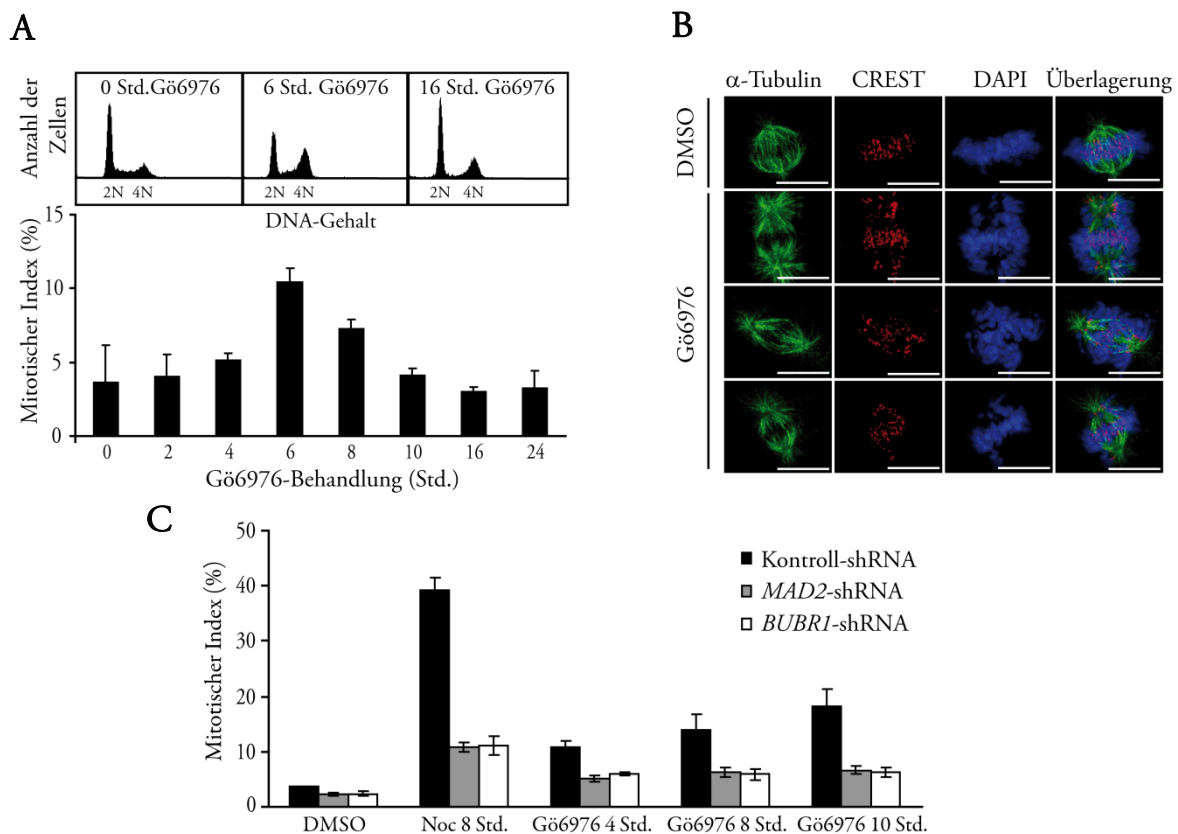 A
0 Std.Gö6976
6 Std. Gö6976
16 Std. Gö6976
Anzahl der
Zellen
2N 4N
2N 4N
2N 4N
DNA-Gehalt
Mitotischer Index (%)
15
10
5
0
0 2 4 6 8 10 16 24
Gö6976-Behandlung (Std.)
B
α-Tubulin CREST DAPI Überlagerung
DMSO
Gö6976
C
Mitotischer Index (%)
50
40
30
20
10
0
Kontroll-shRNA
MAD2-shRNA
BUBR1-shRNA
DMSO Noc 8 Std. Gö6976 4 Std. Gö6976 8 Std. Gö6976 10 Std.